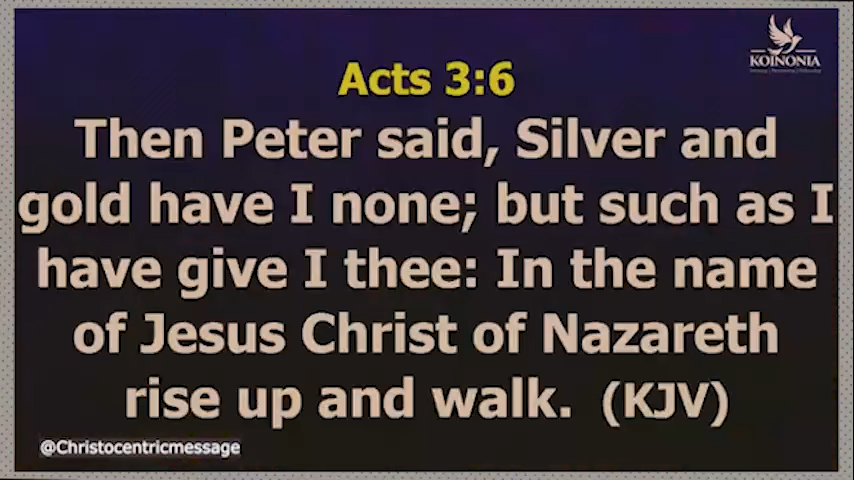 KOINONIA
Acts 3:6
Then Peter said, Silver and
gold have I none; but such as I
have give I thee: In the name
of Jesus Christ of Nazareth
rise up and walk. (KJV)
@Christocentricmessage